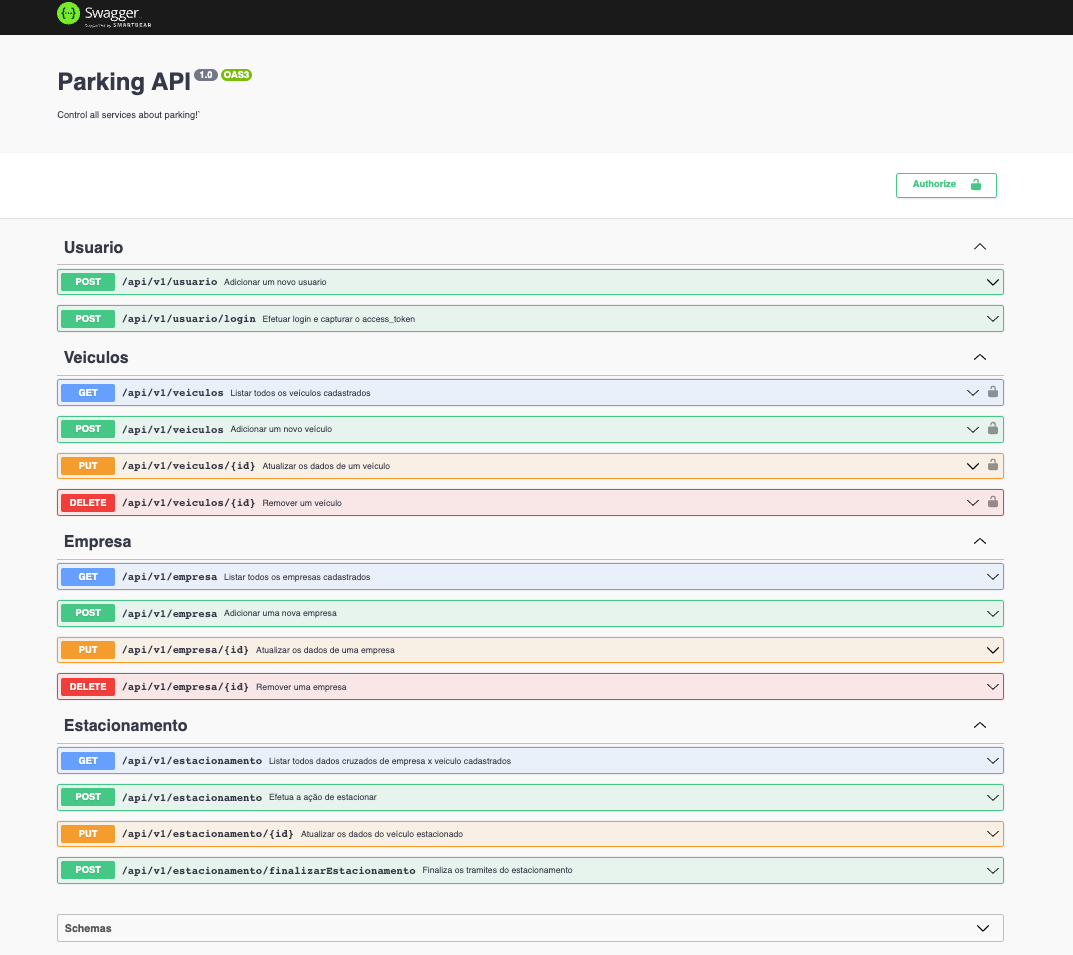 Swagger
Supported by SMARTBEAR
Parking API 1.0 OAS3
Control all services about parking!`
Authorize
Usuario
POST /api/v1/usuario Adicionar um novo usuario
POST /api/v1/usuario/login Efetuar login e capturar o access_token
Veiculos
GET /api/v1/veiculos Listar todos os veículos cadastrados
POST /api/v1/veiculos Adicionar um novo veículo
PUT /api/v1/veiculos/{id} Atualizar os dados de um veículo
DELETE /api/v1/veiculos/{id} Remover um veículo
Empresa
GET /api/v1/empresa Listar todos os empresas cadastrados
POST /api/v1/empresa Adicionar uma nova empresa
PUT /api/v1/empresa/{id} Atualizar os dados de uma empresa
DELETE /api/v1/empresa/{id} Remover uma empresa
Estacionamento
GET /api/v1/estacionamento Listar todos dados cruzados de empresa x veiculo cadastrados
POST /api/v1/estacionamento Efetua a ação de estacionar
PUT /api/v1/estacionamento/{id} Atualizar os dados do veículo estacionado
POST /api/v1/estacionamento/finalizarEstacionamento Finaliza os tramites do estacionamento
Schemas